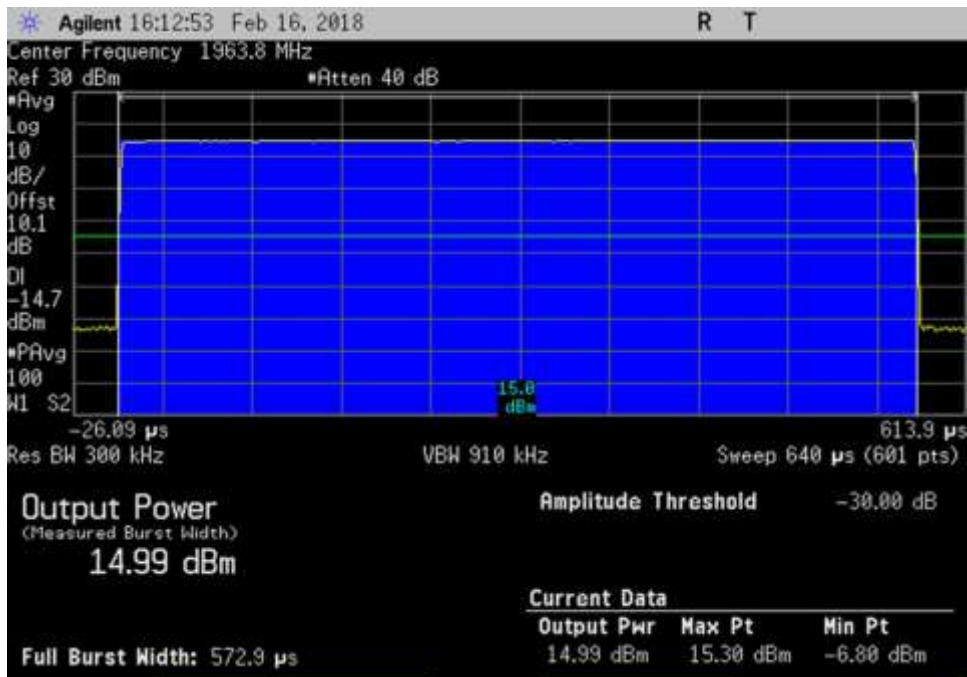 Agilent 16:12:53 Feb 16, 2018 R T
Center Frequency 1963.8 MHz
Ref 30 dBm #Atten 40 dB
#Avg
Log
10
dB/
Offst
10.1
dB
DI
-14.7
dBm
#PAvg
100
W1 S2
15.0
dBm
-26.09 µs 613.9 µs
Res BW 300 kHz VBW 910 kHz Sweep 640 µs (601 pts)
Output Power
(Measured Burst Width)
14.99 dBm
Amplitude Threshold -30.00 dB
Current Data
Output Pwr Max Pt Min Pt
14.99 dBm 15.30 dBm -6.80 dBm
Full Burst Width: 572.9 µs